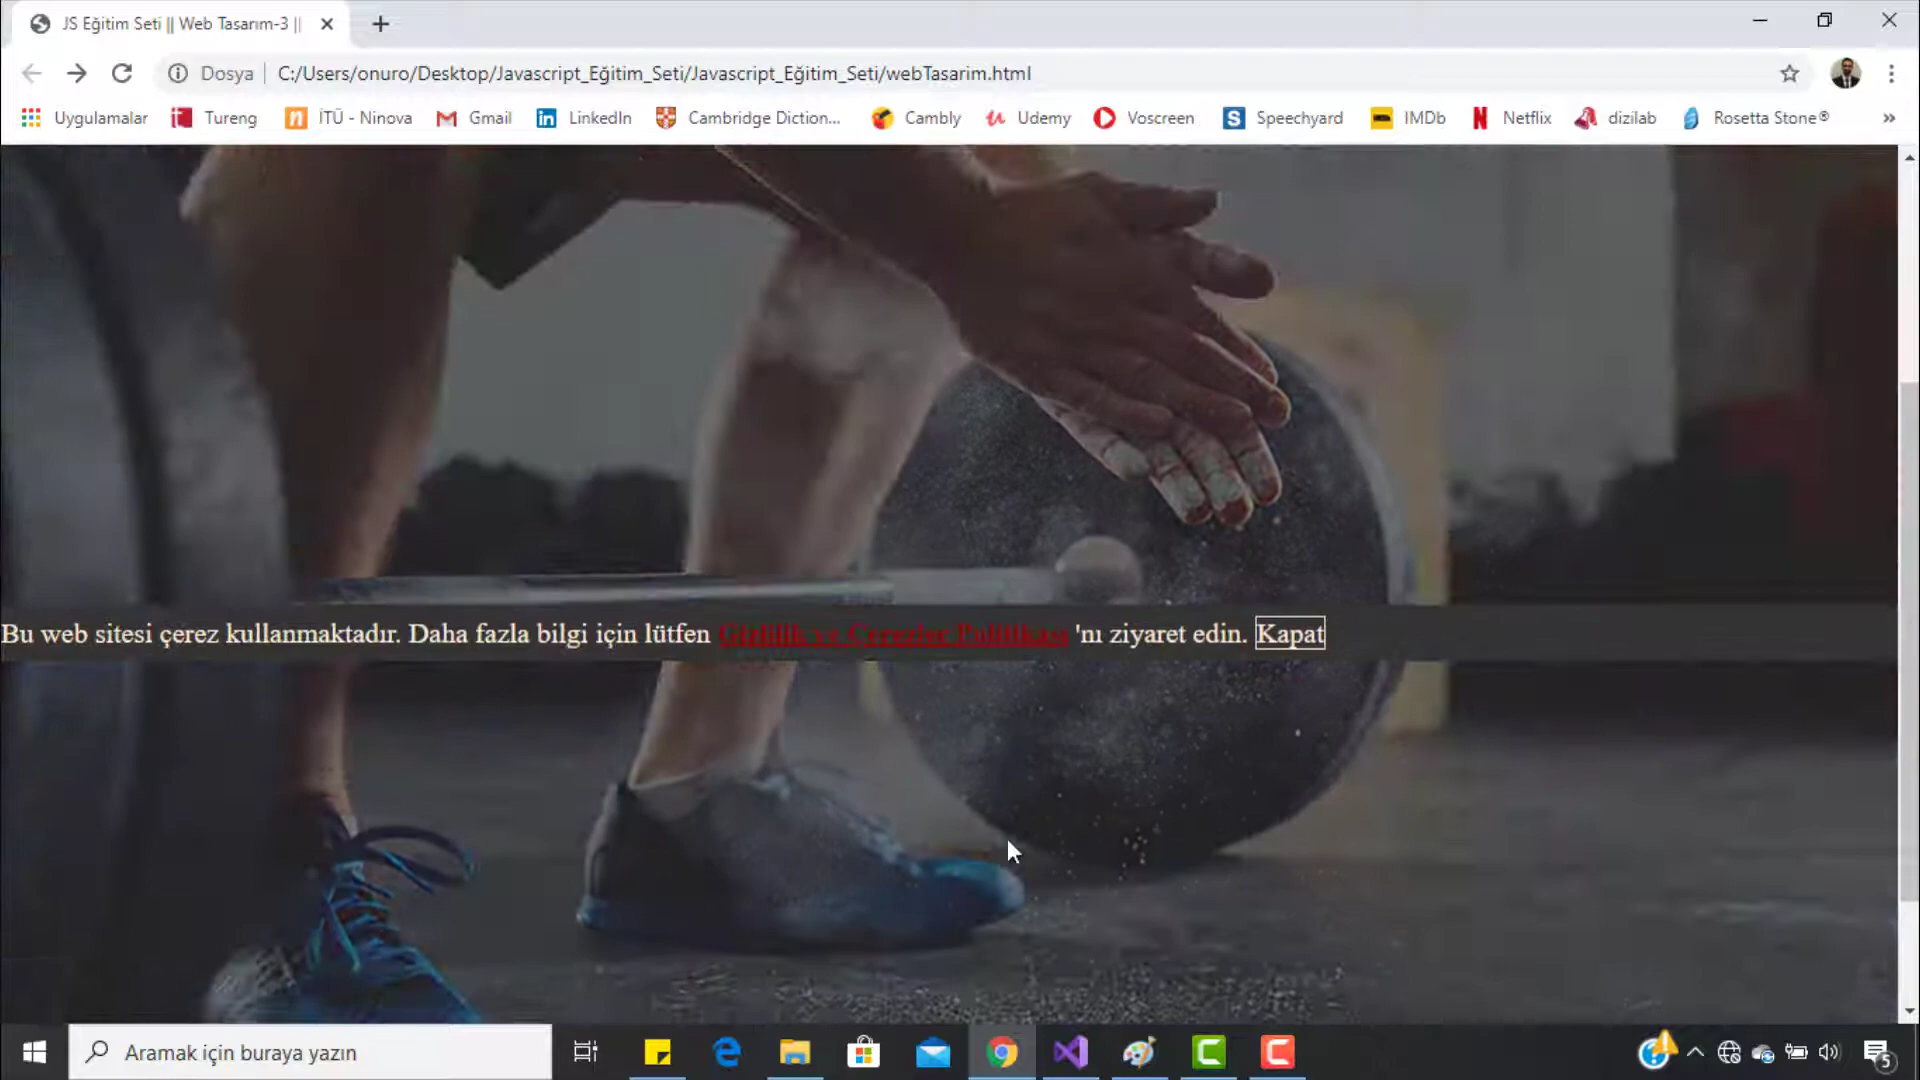 JS Eğitim Seti || Web Tasarım-3 ||
Dosya
C:/Users/onuro/Desktop/Javascript_Eğitim_Seti/Javascript_Eğitim_Seti/webTasarim.html
Uygulamalar
Tureng
İTÜ - Ninova
Gmail
LinkedIn
Cambridge Diction...
Cambly
Udemy
Voscreen
Speechyard
IMDb
Netflix
dizilab
Rosetta Stone®
»
Bu web sitesi çerez kullanmaktadır. Daha fazla bilgi için lütfen Gizlilik ve Çerezler Politikası 'nı ziyaret edin. Kapat
Aramak için buraya yazın
5